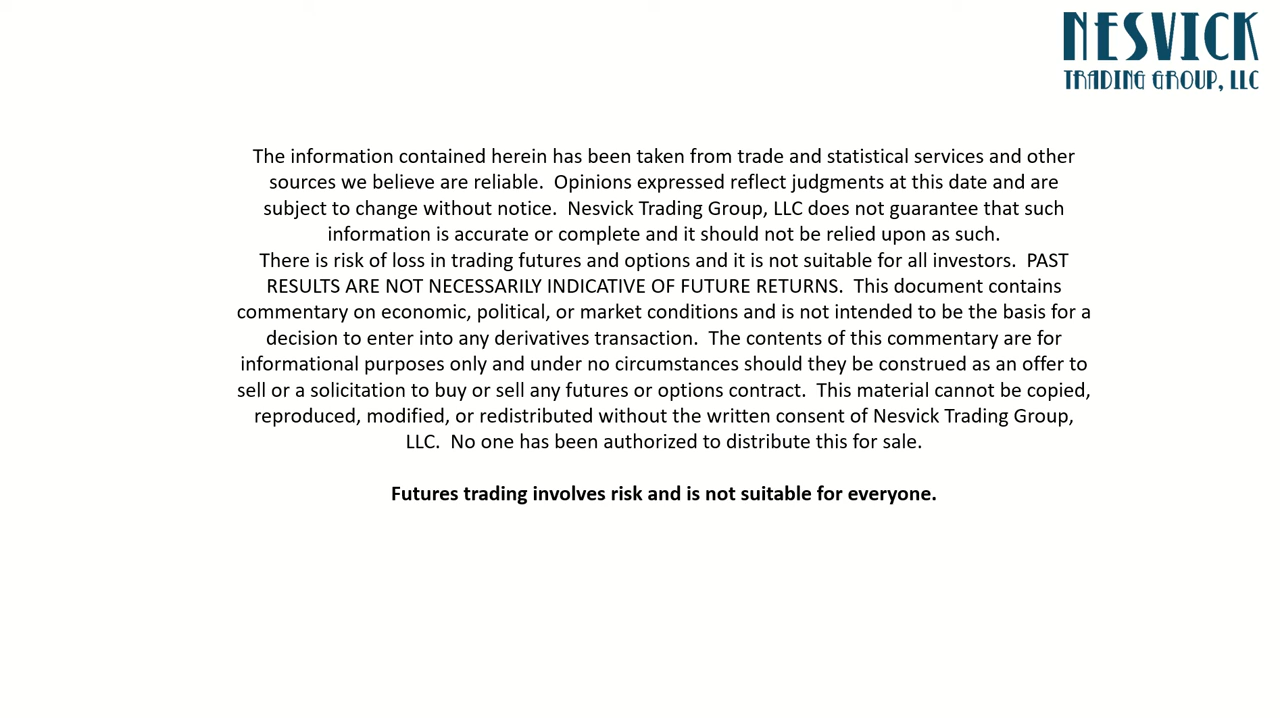 NESVICK
TRADING GROUP, LLC
The information contained herein has been taken from trade and statistical services and other
sources we believe are reliable.  Opinions expressed reflect judgments at this date and are
subject to change without notice.  Nesvick Trading Group, LLC does not guarantee that such
information is accurate or complete and it should not be relied upon as such.
There is risk of loss in trading futures and options and it is not suitable for all investors.  PAST
RESULTS ARE NOT NECESSARILY INDICATIVE OF FUTURE RETURNS.  This document contains
commentary on economic, political, or market conditions and is not intended to be the basis for a
decision to enter into any derivatives transaction.  The contents of this commentary are for
informational purposes only and under no circumstances should they be construed as an offer to
sell or a solicitation to buy or sell any futures or options contract.  This material cannot be copied,
reproduced, modified, or redistributed without the written consent of Nesvick Trading Group,
LLC.  No one has been authorized to distribute this for sale.
Futures trading involves risk and is not suitable for everyone.